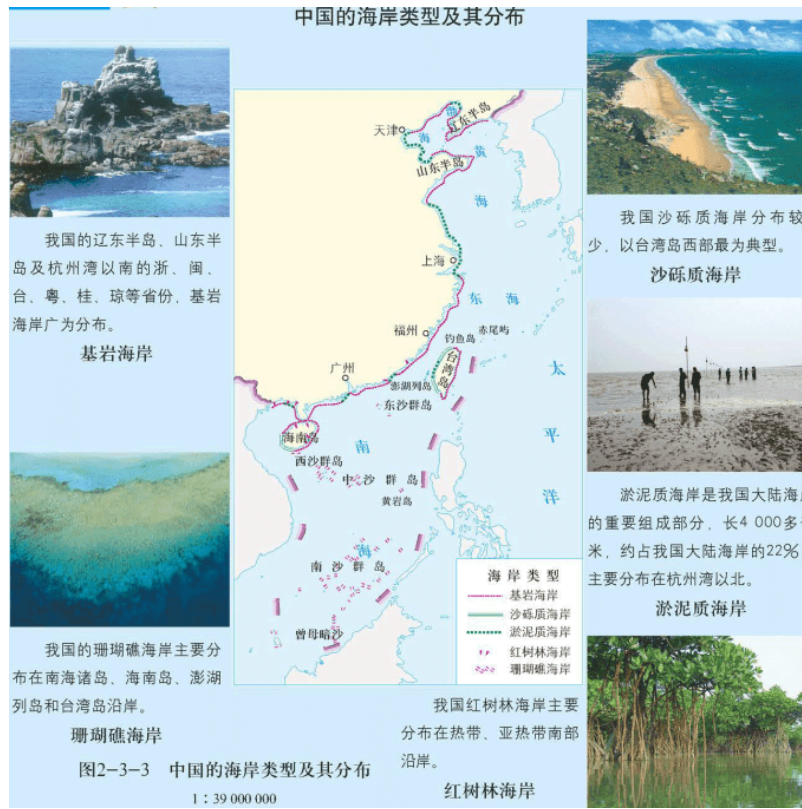 中国的海岸类型及其分布
我国的辽东半岛、山东半
岛及杭州湾以南的浙、闽、
台、粤、桂、琼等省份，基岩
海岸广为分布。
基岩海岸
我国的珊瑚礁海岸主要分
布在南海诸岛、海南岛、澎湖
列岛和台湾岛沿岸。
珊瑚礁海岸
图2-3-3 中国的海岸类型及其分布
1：39 000 000
天津
渤
海
辽东半岛
山东半岛
黄
海
上海
东 海
福州
钓鱼岛
赤尾屿
台湾岛
广州
澎湖列岛
东沙群岛
太
平
洋
海南岛
南
西沙群岛
中沙群岛
黄岩岛
海
南沙群岛
曾母暗沙
海岸类型
基岩海岸
沙砾质海岸
淤泥质海岸
红树林海岸
珊瑚礁海岸
我国红树林海岸主要
分布在热带、亚热带南部
沿岸。
红树林海岸
我国沙砾质海岸分布较
少，以台湾岛西部最为典型。
沙砾质海岸
淤泥质海岸是我国大陆海
的重要组成部分，长4 000多
米，约占我国大陆海岸的22%
主要分布在杭州湾以北。
淤泥质海岸